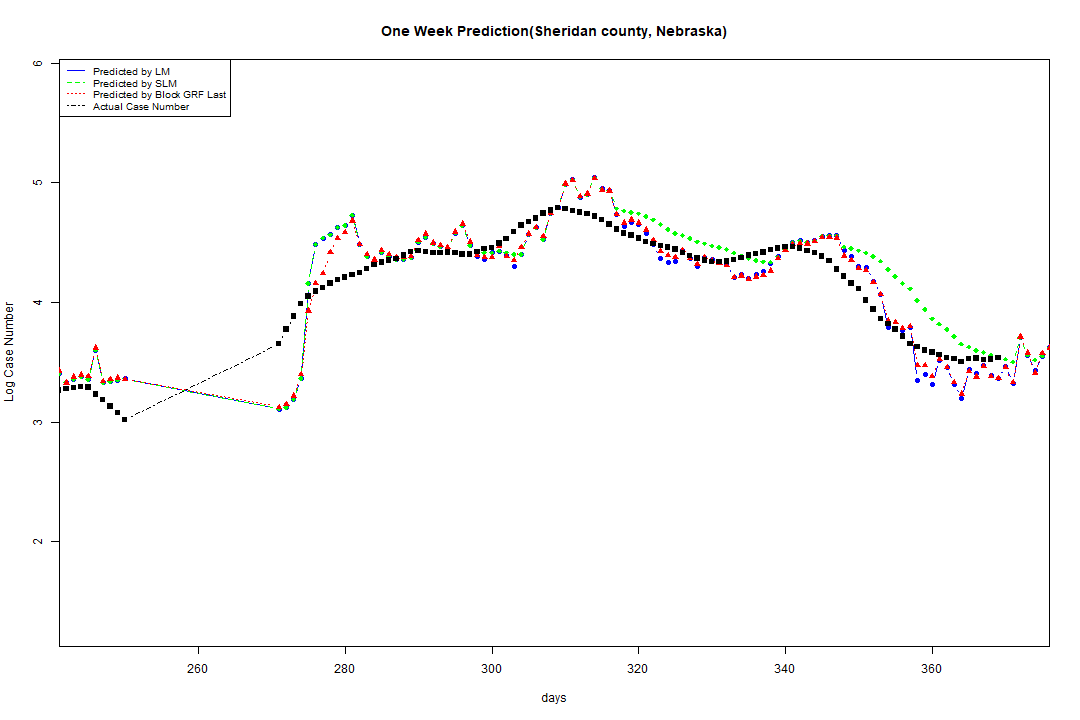 One Week Prediction(Sheridan county, Nebraska)
Predicted by LM
Predicted by SLM
Predicted by Block GRF Last
Actual Case Number
6
5
4
3
2
Log Case Number
260
280
300
320
340
360
days